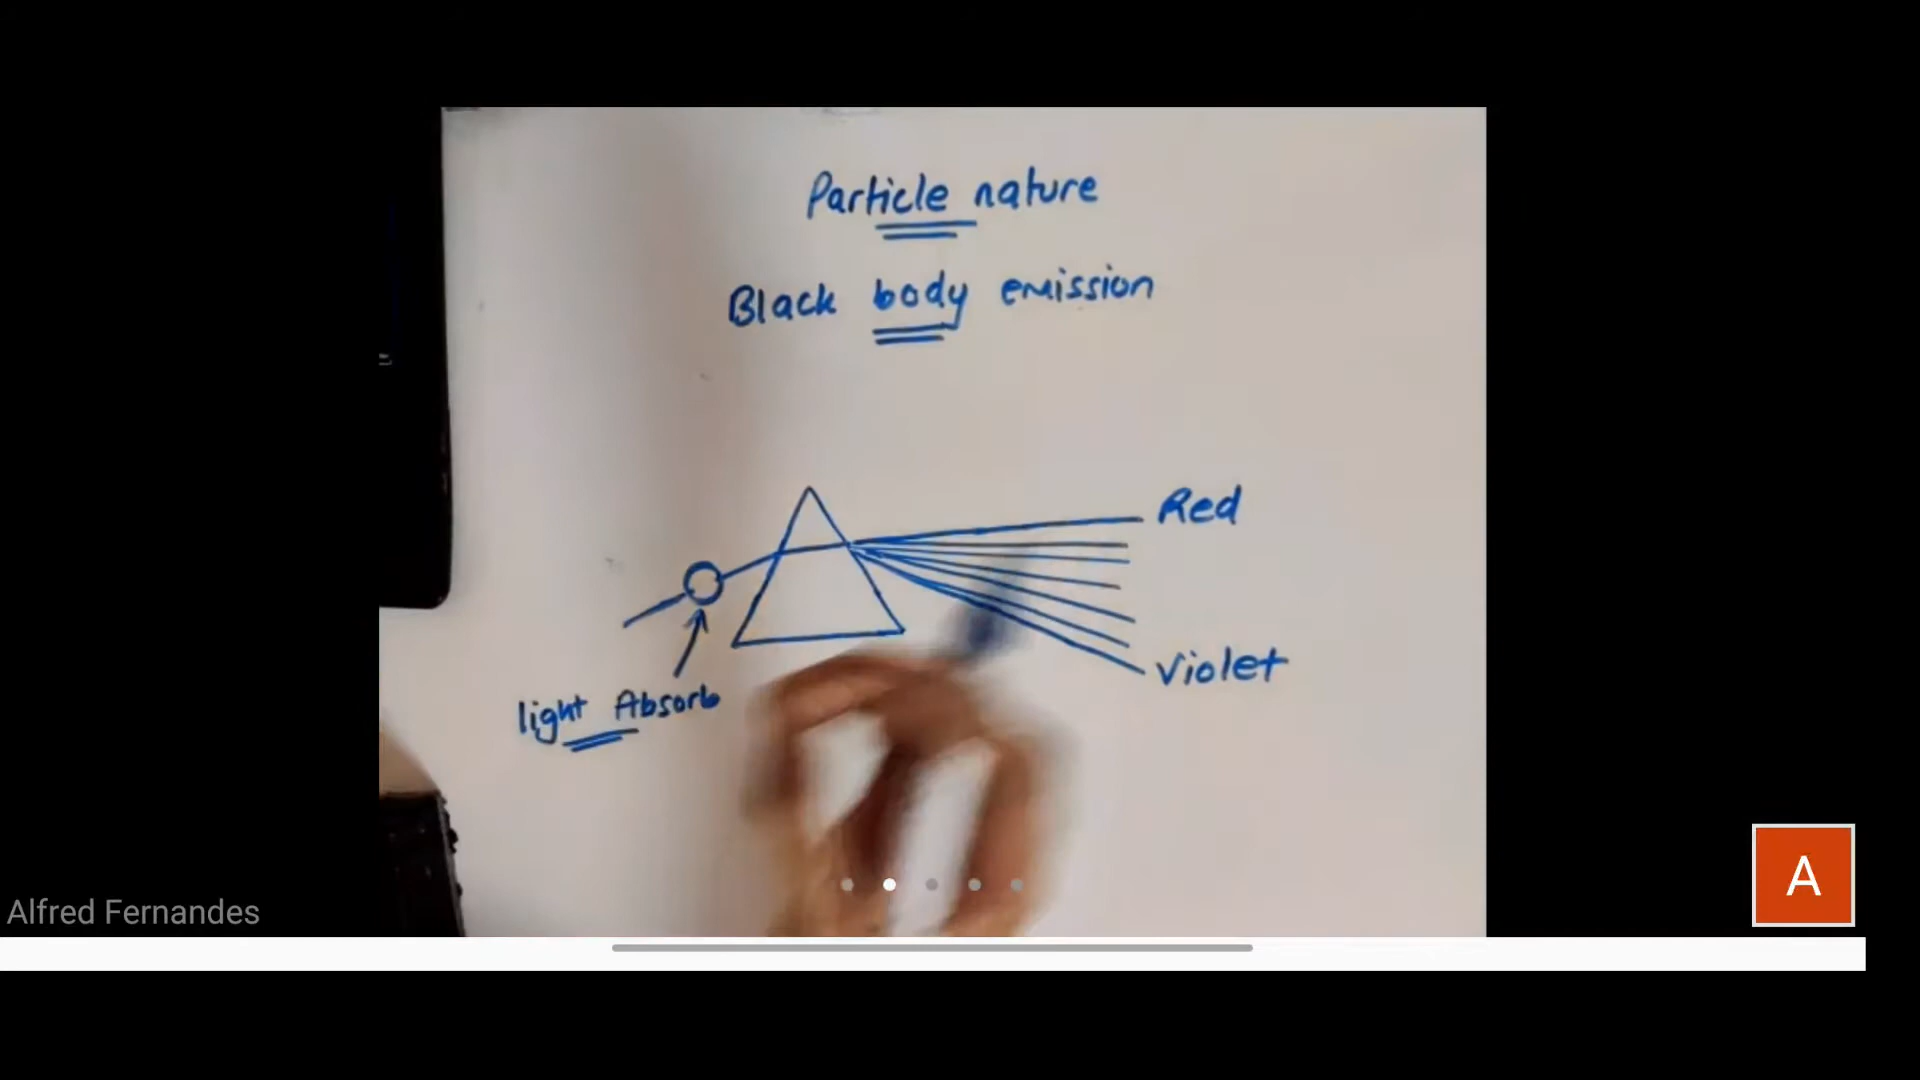 Particle nature
Black body emission
Red
Violet
light Absorb
A
Alfred Fernandes